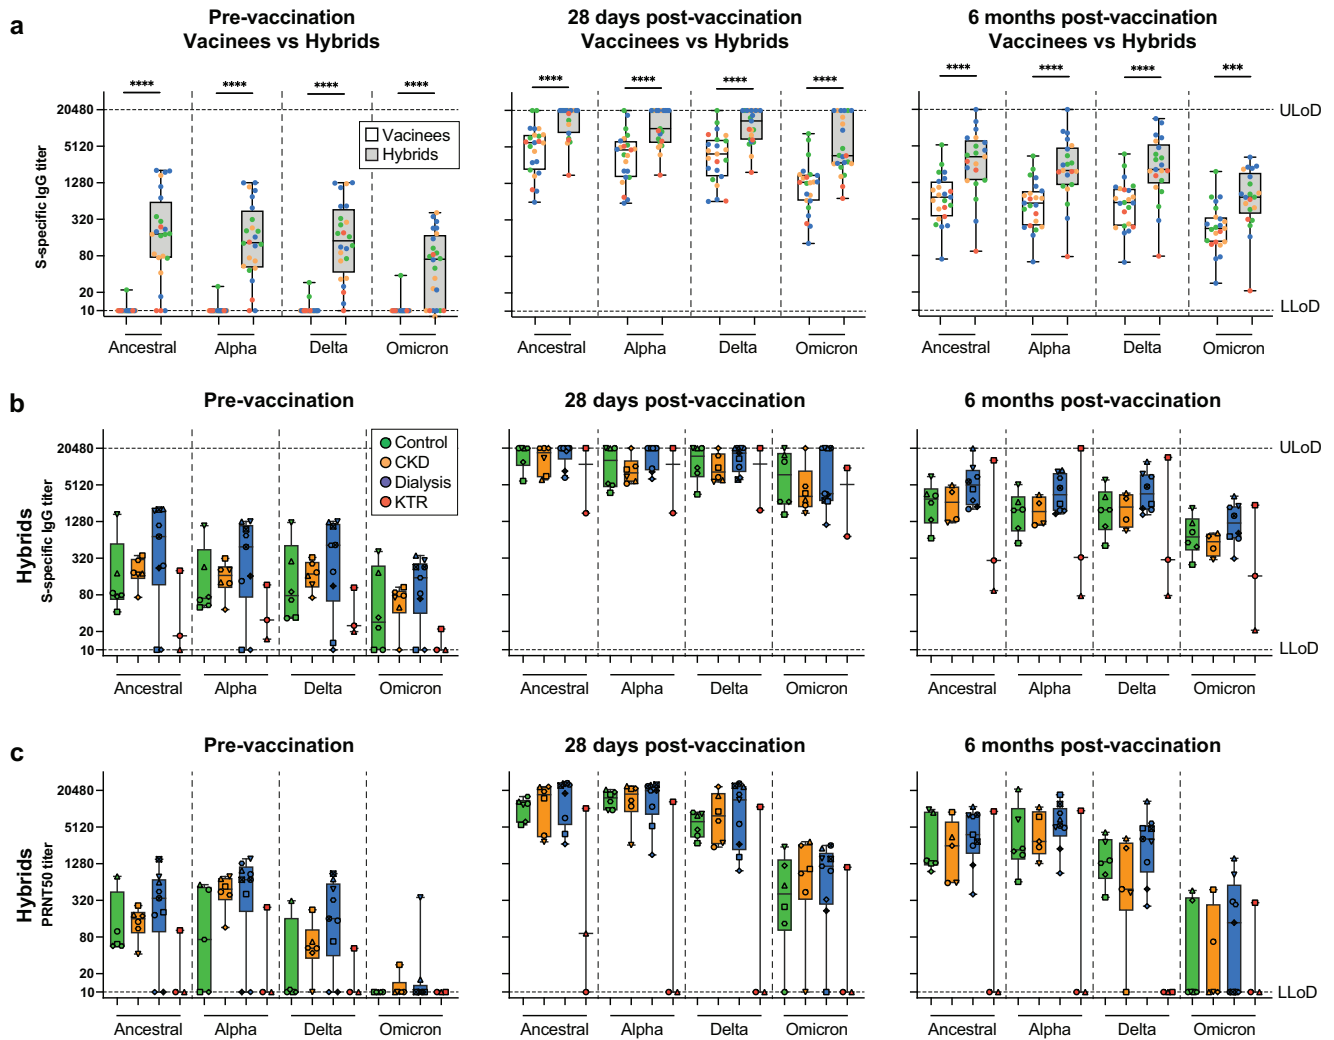 a
Pre-vaccination
Vacinees vs Hybrids
28 days post-vaccination
Vaccinees vs Hybrids
6 months post-vaccination
Vaccinees vs Hybrids
**** **** **** ****
**** **** **** ****
**** **** **** ***
S-specific IgG titer
20480
5120
1280
320
80
20
10
Vacinees
Hybrids
ULoD
LLoD
Ancestral Alpha Delta Omicron
Ancestral Alpha Delta Omicron
Ancestral Alpha Delta Omicron
b
Pre-vaccination
28 days post-vaccination
6 months post-vaccination
Hybrids
S-specific IgG titer
20480
5120
1280
320
80
20
10
Control
CKD
Dialysis
KTR
ULoD
LLoD
Ancestral Alpha Delta Omicron
Ancestral Alpha Delta Omicron
Ancestral Alpha Delta Omicron
c
Pre-vaccination
28 days post-vaccination
6 months post-vaccination
Hybrids
PRNT50 titer
20480
5120
1280
320
80
20
10
LLoD
Ancestral Alpha Delta Omicron
Ancestral Alpha Delta Omicron
Ancestral Alpha Delta Omicron